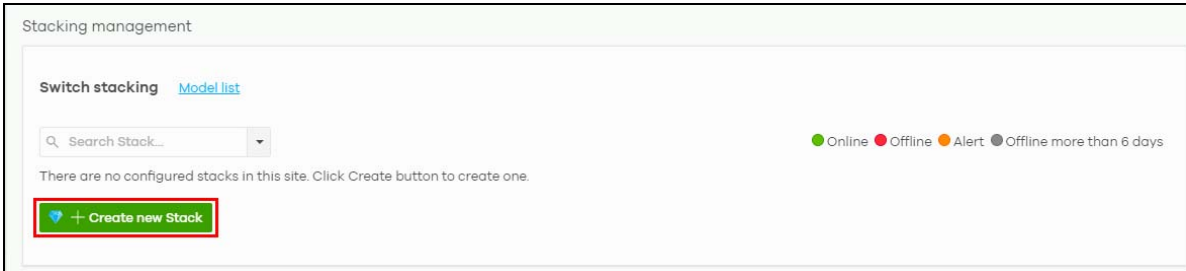 Stacking management
Switch stacking Model list
Search Stack...
Online Offline Alert Offline more than 6 days
There are no configured stacks in this site. Click Create button to create one.
+ Create new Stack